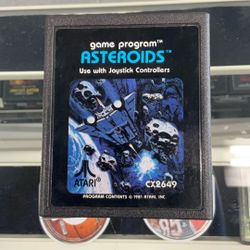 game program™
ASTEROIDS™
Use with Joystick Controllers
ATARI®
CX2649
PROGRAM CONTENTS © 1981 ATARI, INC.